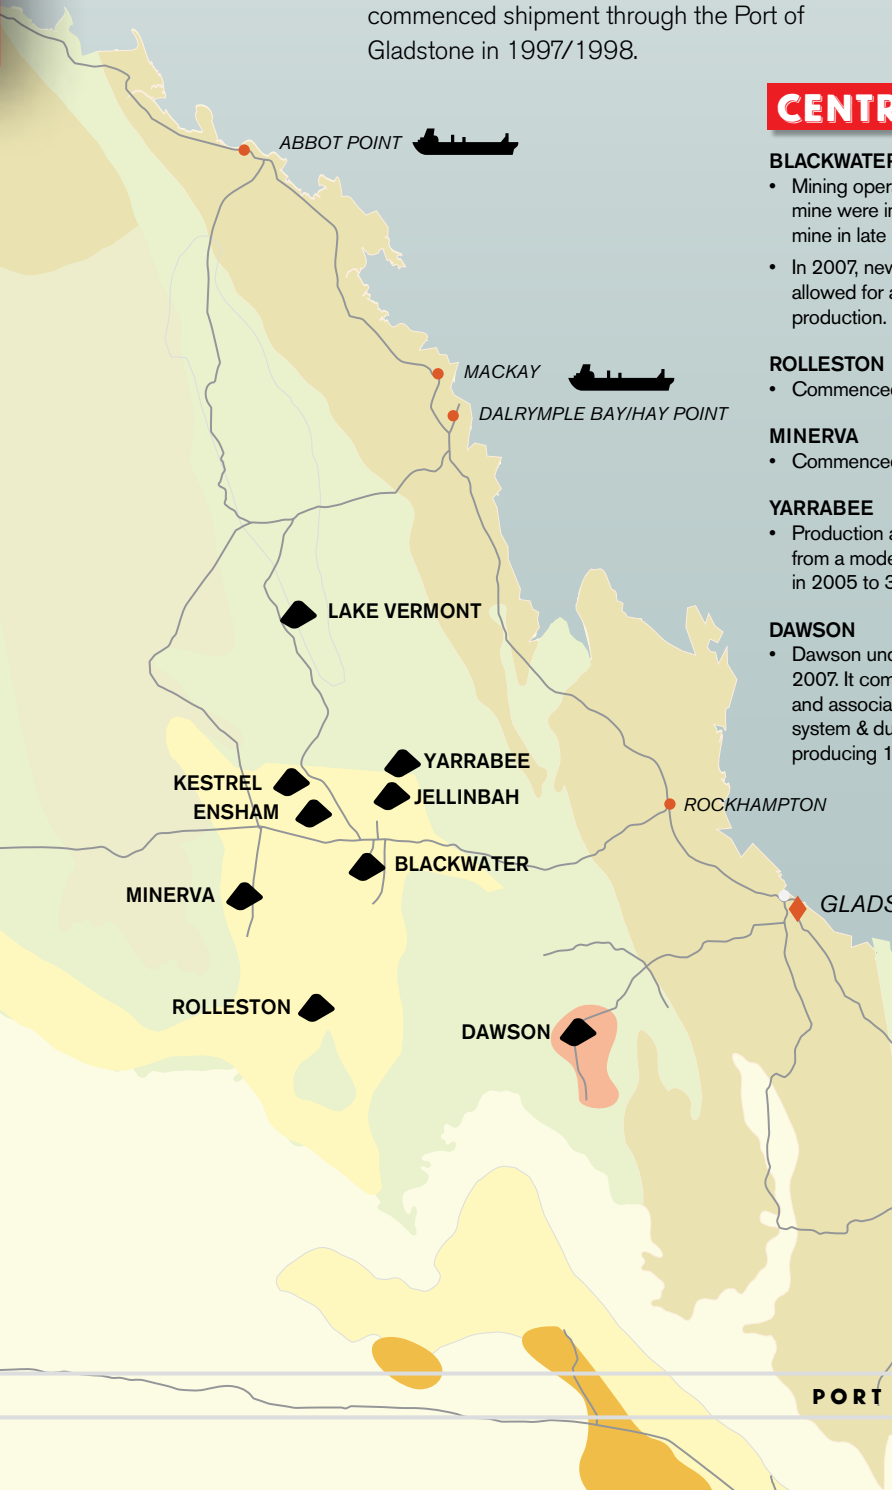 commenced shipment through the Port of
Gladstone in 1997/1998.
CENTR
ABBOT POINT
BLACKWATER
• Mining oper
mine were in
mine in late
• In 2007, new
allowed for a
production.
MACKAY
DALRYMPLE BAY/HAY POINT
ROLLESTON
• Commenced
MINERVA
• Commenced
YARRABEE
• Production a
from a mode
in 2005 to 3
DAWSON
• Dawson und
2007. It com
and associa
system & du
producing 1
LAKE VERMONT
YARRABEE
KESTREL
JELLINBAH
ENSHAM
ROCKHAMPTON
BLACKWATER
MINERVA
GLADS
ROLLESTON
DAWSON
PORT